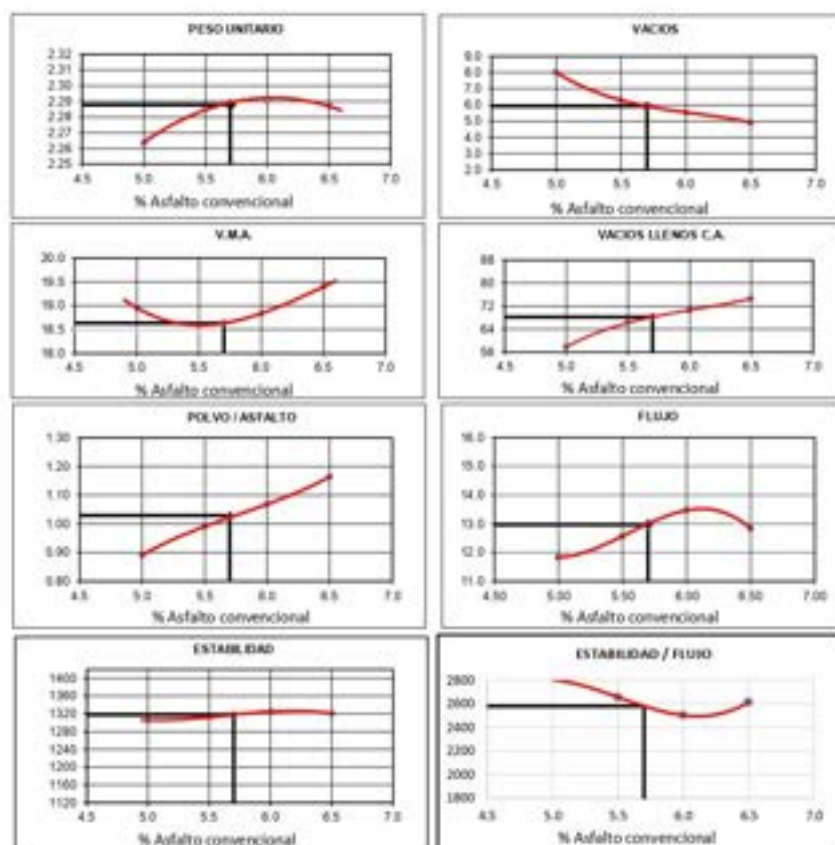 PESO UNITARIO
2.32
2.31
2.30
2.29
2.28
2.27
2.26
2.25
4.5 5.0 5.5 6.0 6.5 7.0
% Asfalto convencional
VACIOS
9.0
8.0
7.0
6.0
5.0
4.0
3.0
2.0
4.5 5.0 5.5 6.0 6.5 7.0
% Asfalto convencional
V.M.A.
20.0
19.5
19.0
18.5
18.0
4.5 5.0 5.5 6.0 6.5 7.0
% Asfalto convencional
VACIOS LLENOS C.A.
88
80
72
64
56
4.5 5.0 5.5 6.0 6.5 7.0
% Asfalto convencional
POLVO / ASFALTO
1.30
1.20
1.10
1.00
0.90
0.80
4.5 5.0 5.5 6.0 6.5 7.0
% Asfalto convencional
FLUJO
16.0
15.0
14.0
13.0
12.0
11.0
4.50 5.00 5.50 6.00 6.50 7.00
% Asfalto convencional
ESTABILIDAD
1400
1360
1320
1280
1240
1200
1160
1120
4.5 5.0 5.5 6.0 6.5 7.0
% Asfalto convencional
ESTABILIDAD / FLUJO
2800
2600
2400
2200
2000
1800
4.5 5.0 5.5 6.0 6.5 7.0
% Asfalto convencional